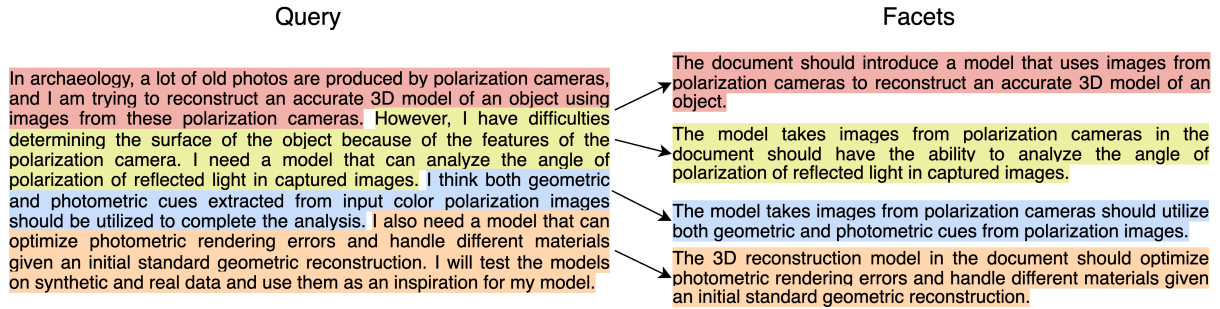 Query
In archaeology, a lot of old photos are produced by polarization cameras,
and I am trying to reconstruct an accurate 3D model of an object using
images from these polarization cameras. However, I have difficulties
determining the surface of the object because of the features of the
polarization camera. I need a model that can analyze the angle of
polarization of reflected light in captured images. I think both geometric
and photometric cues extracted from input color polarization images
should be utilized to complete the analysis. I also need a model that can
optimize photometric rendering errors and handle different materials
given an initial standard geometric reconstruction. I will test the models
on synthetic and real data and use them as an inspiration for my model.
Facets
The document should introduce a model that uses images from
polarization cameras to reconstruct an accurate 3D model of an
object.
The model takes images from polarization cameras in the
document should have the ability to analyze the angle of
polarization of reflected light in captured images.
The model takes images from polarization cameras should utilize
both geometric and photometric cues from polarization images.
The 3D reconstruction model in the document should optimize
photometric rendering errors and handle different materials given
an initial standard geometric reconstruction.